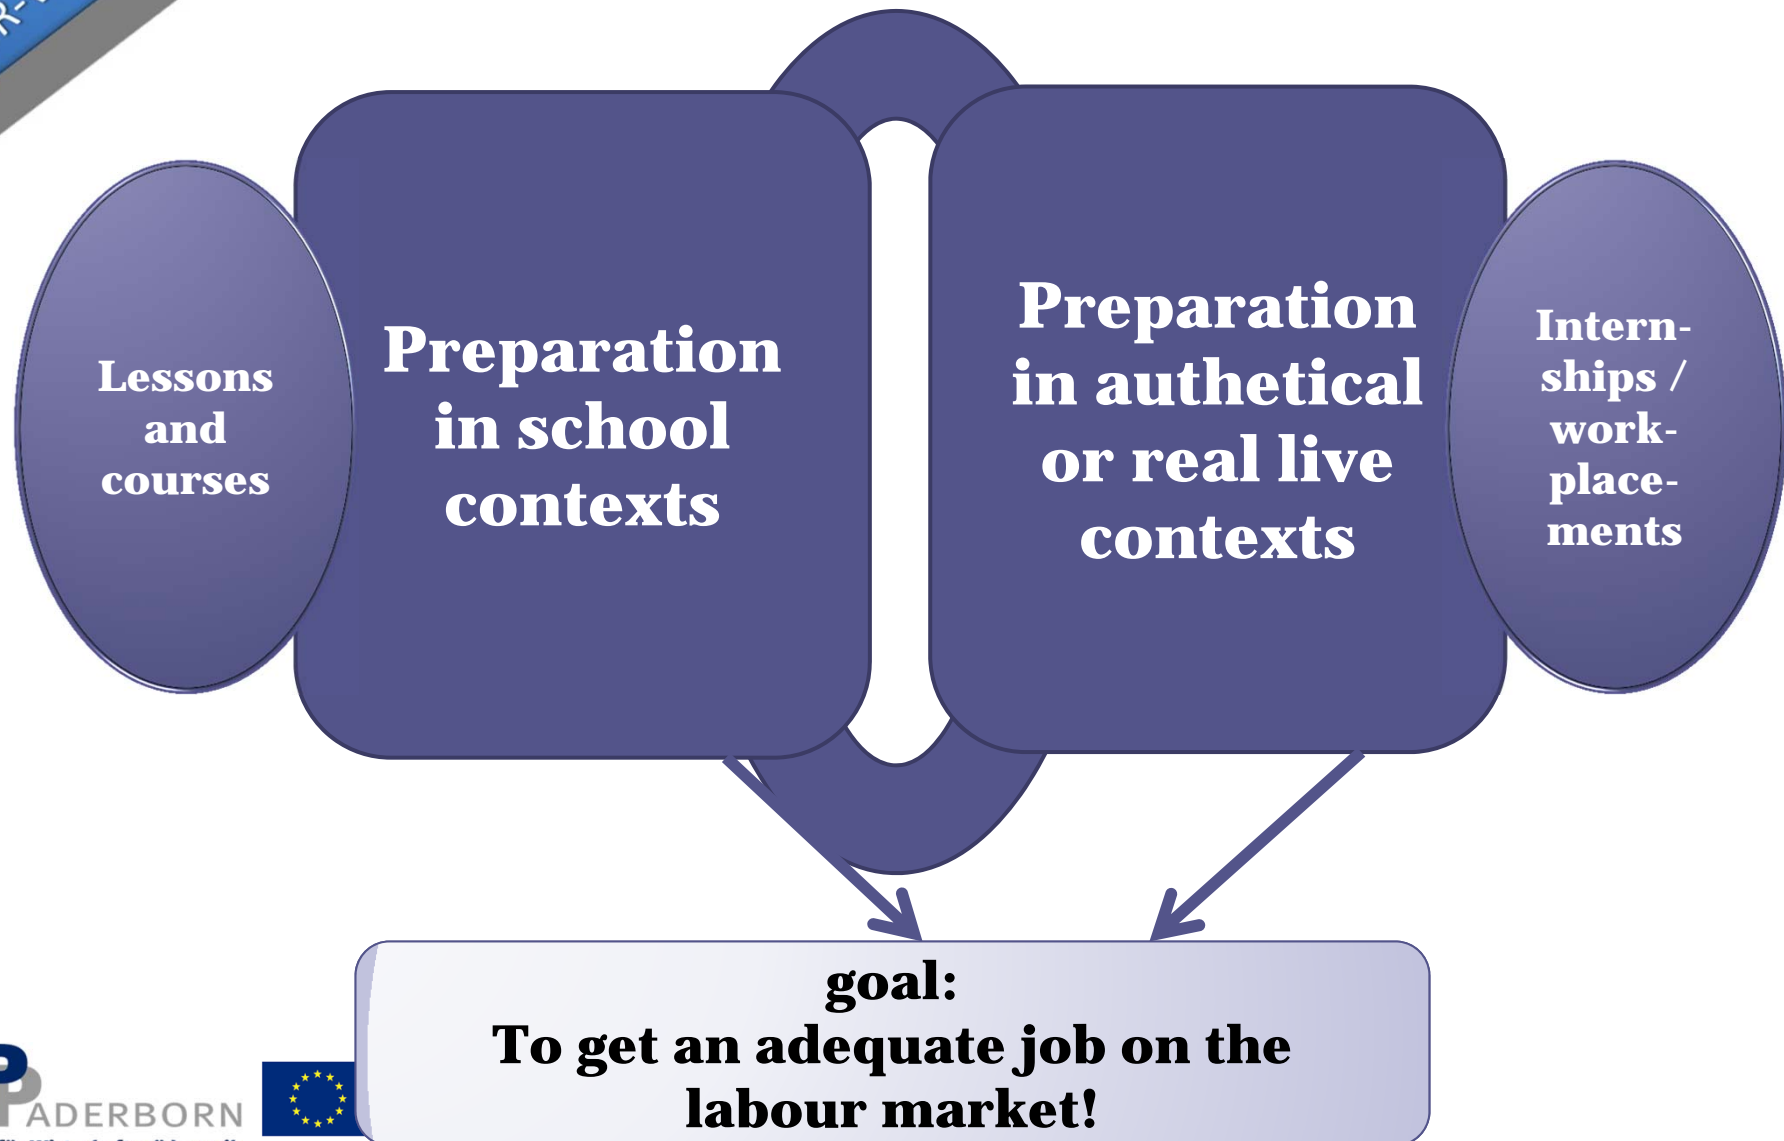 Lessons
and
courses
Preparation
in school
contexts
Preparation
in authetical
or real live
contexts
Intern-
ships /
work-
place-
ments
goal:
To get an adequate job on the
labour market!
PADERBORN